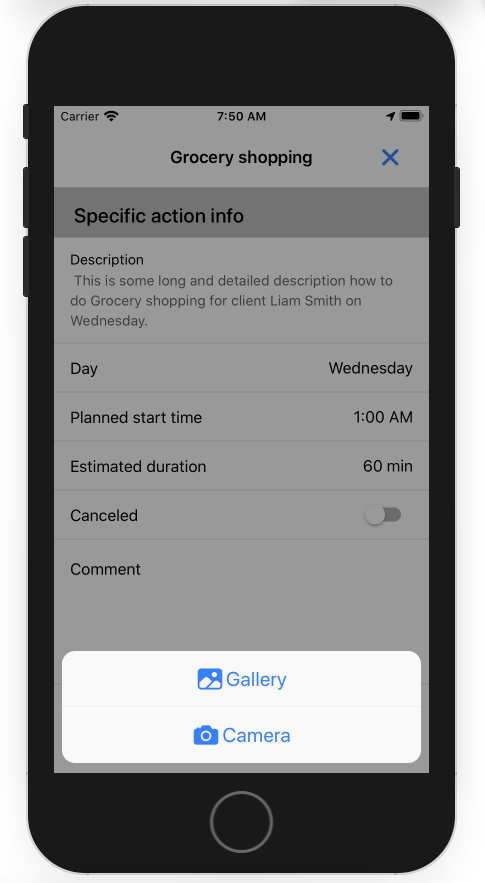 Carrier 7:50 AM
Grocery shopping
Specific action info
Description
This is some long and detailed description how to
do Grocery shopping for client Liam Smith on
Wednesday.
Day Wednesday
Planned start time 1:00 AM
Estimated duration 60 min
Canceled
Comment
Gallery
Camera